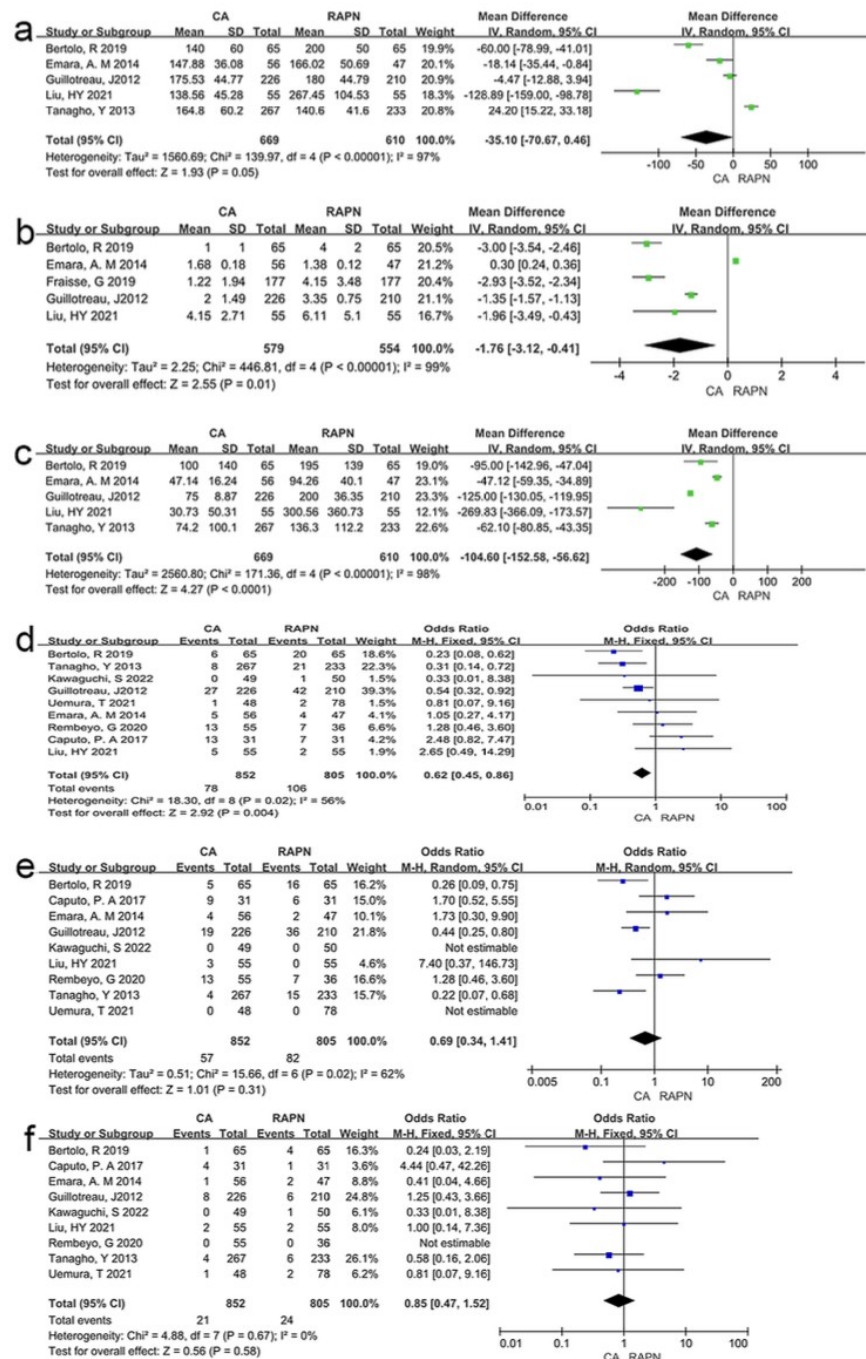 a
CA RAPN Mean Difference Mean Difference
Study or Subgroup Mean SD Total Mean SD Total Weight IV, Random, 95% CI IV, Random, 95% CI
Bertolo, R 2019 140 60 65 200 50 65 19.9% -60.00 [-78.99, -41.01]
Emara, A. M 2014 147.88 36.08 56 166.02 50.69 47 20.1% -18.14 [-35.44, -0.84]
Guillotreau, J2012 175.53 44.77 226 180 44.79 210 20.9% -4.47 [-12.88, 3.94]
Liu, HY 2021 138.56 45.28 55 267.45 104.53 55 18.3% -128.89 [-159.00, -98.78]
Tanagho, Y 2013 164.8 60.2 267 140.6 41.6 233 20.8% 24.20 [15.22, 33.18]
Total (95% CI) 669 610 100.0% -35.10 [-70.67, 0.46]
Heterogeneity: Tau² = 1560.69; Chi² = 139.97, df = 4 (P < 0.00001); I² = 97%
Test for overall effect: Z = 1.93 (P = 0.05)
-100 -50 0 50 100
CA RAPN
b
CA RAPN Mean Difference Mean Difference
Study or Subgroup Mean SD Total Mean SD Total Weight IV, Random, 95% CI IV, Random, 95% CI
Bertolo, R 2019 1 1 65 4 2 65 20.5% -3.00 [-3.54, -2.46]
Emara, A. M 2014 1.68 0.18 56 1.38 0.12 47 21.2% 0.30 [0.24, 0.36]
Fraisse, G 2019 1.22 1.94 177 4.15 3.48 177 20.4% -2.93 [-3.52, -2.34]
Guillotreau, J2012 2 1.49 226 3.35 0.75 210 21.1% -1.35 [-1.57, -1.13]
Liu, HY 2021 4.15 2.71 55 6.11 5.1 55 16.7% -1.96 [-3.49, -0.43]
Total (95% CI) 579 554 100.0% -1.76 [-3.12, -0.41]
Heterogeneity: Tau² = 2.25; Chi² = 446.81, df = 4 (P < 0.00001); I² = 99%
Test for overall effect: Z = 2.55 (P = 0.01)
-4 -2 0 2 4
CA RAPN
c
CA RAPN Mean Difference Mean Difference
Study or Subgroup Mean SD Total Mean SD Total Weight IV, Random, 95% CI IV, Random, 95% CI
Bertolo, R 2019 100 140 65 195 139 65 19.0% -95.00 [-142.96, -47.04]
Emara, A. M 2014 47.14 16.24 56 94.26 40.1 47 23.1% -47.12 [-59.35, -34.89]
Guillotreau, J2012 75 8.87 226 200 36.35 210 23.3% -125.00 [-130.05, -119.95]
Liu, HY 2021 30.73 50.31 55 300.56 360.73 55 12.1% -269.83 [-366.09, -173.57]
Tanagho, Y 2013 74.2 100.1 267 136.3 112.2 233 22.6% -62.10 [-80.85, -43.35]
Total (95% CI) 669 610 100.0% -104.60 [-152.58, -56.62]
Heterogeneity: Tau² = 2560.80; Chi² = 171.36, df = 4 (P < 0.00001); I² = 98%
Test for overall effect: Z = 4.27 (P < 0.0001)
-200 -100 0 100 200
CA RAPN
d
CA RAPN Odds Ratio Odds Ratio
Study or Subgroup Events Total Events Total Weight M-H, Fixed, 95% CI M-H, Fixed, 95% CI
Bertolo, R 2019 6 65 20 65 18.6% 0.23 [0.08, 0.62]
Tanagho, Y 2013 8 267 21 233 22.3% 0.31 [0.14, 0.72]
Kawaguchi, S 2022 0 49 1 50 1.5% 0.33 [0.01, 8.38]
Guillotreau, J2012 27 226 42 210 39.3% 0.54 [0.32, 0.92]
Uemura, T 2021 1 48 2 78 1.5% 0.81 [0.07, 9.16]
Emara, A. M 2014 5 56 4 47 4.1% 1.05 [0.27, 4.17]
Rembeyo, G 2020 13 55 7 36 6.6% 1.28 [0.46, 3.60]
Caputo, P. A 2017 13 31 7 31 4.2% 2.48 [0.82, 7.47]
Liu, HY 2021 5 55 2 55 1.9% 2.65 [0.49, 14.29]
Total (95% CI) 852 805 100.0% 0.62 [0.45, 0.86]
Total events 78 106
Heterogeneity: Chi² = 18.30, df = 8 (P = 0.02); I² = 56%
Test for overall effect: Z = 2.92 (P = 0.004)
0.01 0.1 1 10 100
CA RAPN
e
CA RAPN Odds Ratio Odds Ratio
Study or Subgroup Events Total Events Total Weight M-H, Random, 95% CI M-H, Random, 95% CI
Bertolo, R 2019 5 65 16 65 16.2% 0.26 [0.09, 0.75]
Caputo, P. A 2017 9 31 6 31 15.0% 1.70 [0.52, 5.55]
Emara, A. M 2014 4 56 2 47 10.1% 1.73 [0.30, 9.90]
Guillotreau, J2012 19 226 36 210 21.8% 0.44 [0.25, 0.80]
Kawaguchi, S 2022 0 49 0 50 Not estimable
Liu, HY 2021 3 55 0 55 4.6% 7.40 [0.37, 146.73]
Rembeyo, G 2020 13 55 7 36 16.6% 1.28 [0.46, 3.60]
Tanagho, Y 2013 4 267 15 233 15.7% 0.22 [0.07, 0.68]
Uemura, T 2021 0 48 0 78 Not estimable
Total (95% CI) 852 805 100.0% 0.69 [0.34, 1.41]
Total events 57 82
Heterogeneity: Tau² = 0.51; Chi² = 15.66, df = 6 (P = 0.02); I² = 62%
Test for overall effect: Z = 1.01 (P = 0.31)
0.005 0.1 1 10 200
CA RAPN
f
CA RAPN Odds Ratio Odds Ratio
Study or Subgroup Events Total Events Total Weight M-H, Fixed, 95% CI M-H, Fixed, 95% CI
Bertolo, R 2019 1 65 4 65 16.3% 0.24 [0.03, 2.19]
Caputo, P. A 2017 4 31 1 31 3.6% 4.44 [0.47, 42.26]
Emara, A. M 2014 1 56 2 47 8.8% 0.41 [0.04, 4.66]
Guillotreau, J2012 8 226 6 210 24.8% 1.25 [0.43, 3.66]
Kawaguchi, S 2022 0 49 1 50 6.1% 0.33 [0.01, 8.38]
Liu, HY 2021 2 55 2 55 8.0% 1.00 [0.14, 7.36]
Rembeyo, G 2020 0 55 0 36 Not estimable
Tanagho, Y 2013 4 267 6 233 26.1% 0.58 [0.16, 2.06]
Uemura, T 2021 1 48 2 78 6.2% 0.81 [0.07, 9.16]
Total (95% CI) 852 805 100.0% 0.85 [0.47, 1.52]
Total events 21 24
Heterogeneity: Chi² = 4.88, df = 7 (P = 0.67); I² = 0%
Test for overall effect: Z = 0.56 (P = 0.58)
0.01 0.1 1 10 100
CA RAPN